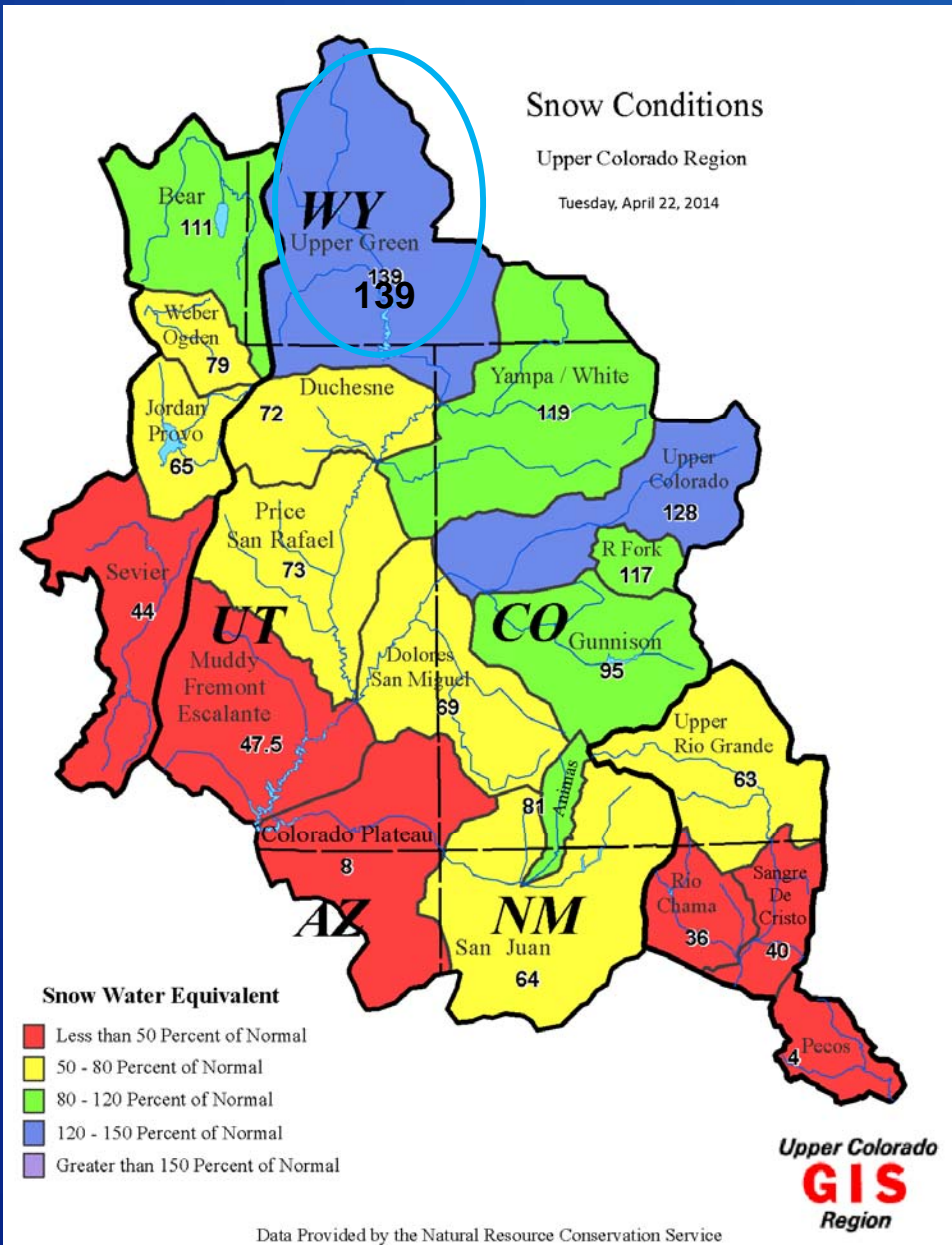 Snow Conditions
Upper Colorado Region
Tuesday, April 22, 2014
Bear
111
WY
Upper Green
139
139
Weber
Ogden
79
Yampa / White
119
Duchesne
72
Jordan
Provo
65
Upper
Colorado
128
Price
San Rafael
73
R Fork
117
Sevier
44
UT
CO
Gunnison
95
Muddy
Fremont
Escalante
47.5
Dolores
San Miguel
69
Upper
Rio Grande
63
Animas
81
Colorado Plateau
8
AZ
NM
San Juan
64
Rio
Chama
36
Sangre
De
Cristo
40
Pecos
4
Snow Water Equivalent
Less than 50 Percent of Normal
50 - 80 Percent of Normal
80 - 120 Percent of Normal
120 - 150 Percent of Normal
Greater than 150 Percent of Normal
Upper Colorado
GIS
Region
Data Provided by the Natural Resource Conservation Service